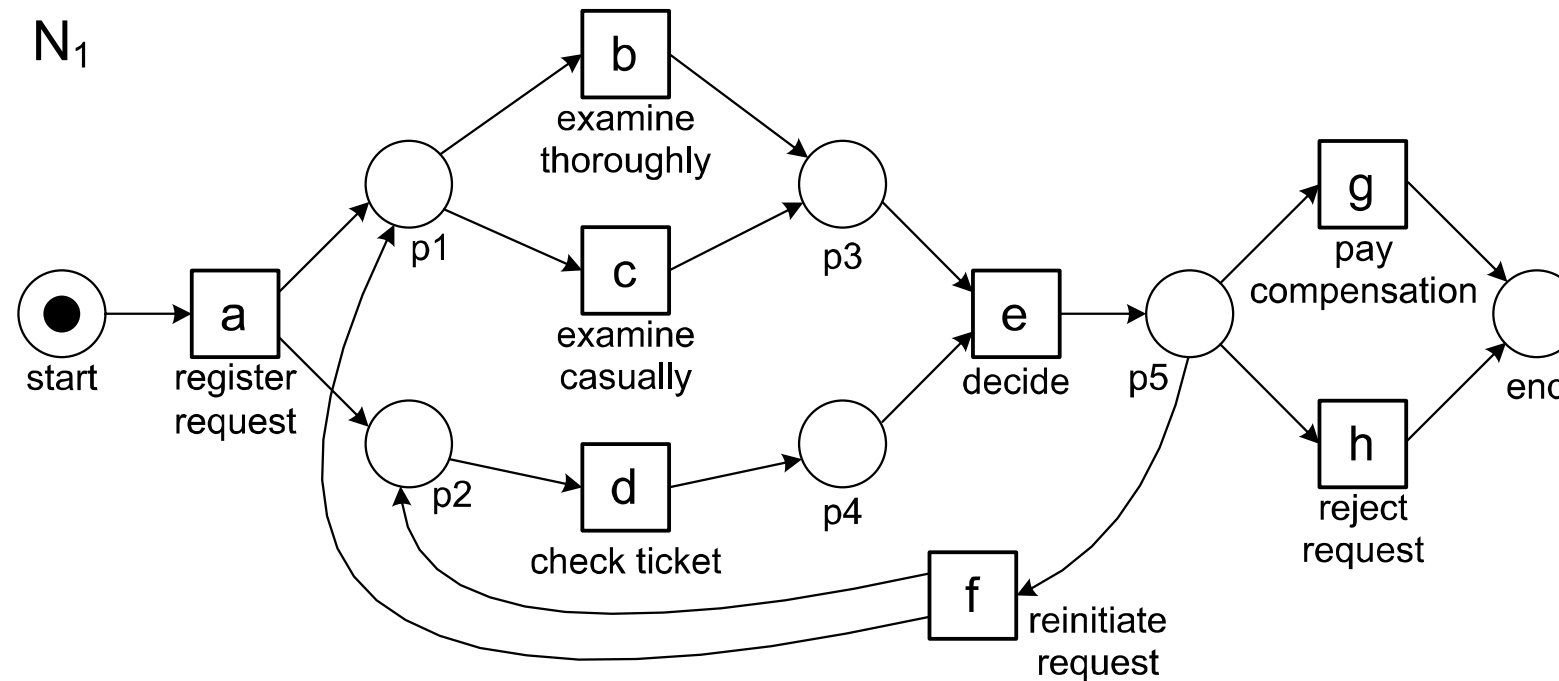 N1
b
examine
thoroughly
p1
p3
c
examine
casually
g
pay
compensation
start
a
register
request
e
decide
p5
p2
d
check ticket
p4
h
reject
request
f
reinitiate
request